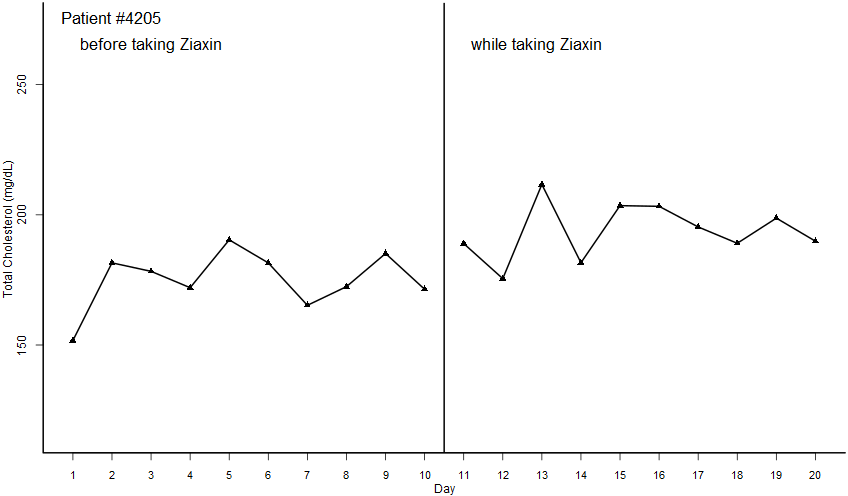 Patient #4205
before taking Ziaxin
while taking Ziaxin
Total Cholesterol (mg/dL)
250
200
150
1 2 3 4 5 6 7 8 9 10 11 12 13 14 15 16 17 18 19 20
Day